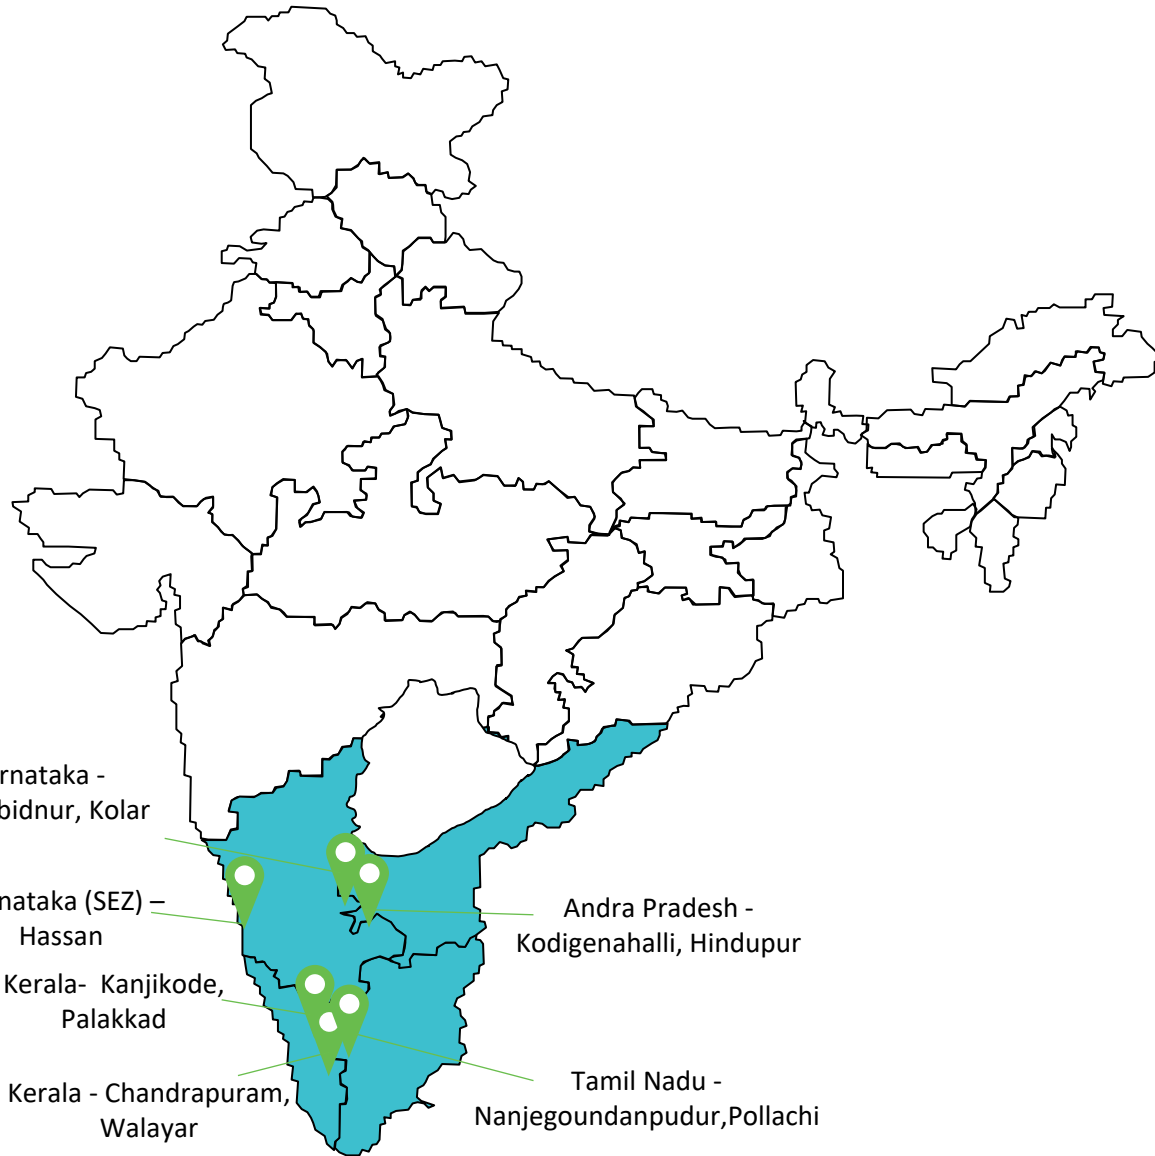 rnataka -
bidnur, Kolar
nataka (SEZ) –
Hassan
Andra Pradesh -
Kodigenahalli, Hindupur
Kerala-  Kanjikode,
Palakkad
Kerala - Chandrapuram,
Walayar
Tamil Nadu -
Nanjegoundanpudur,Pollachi